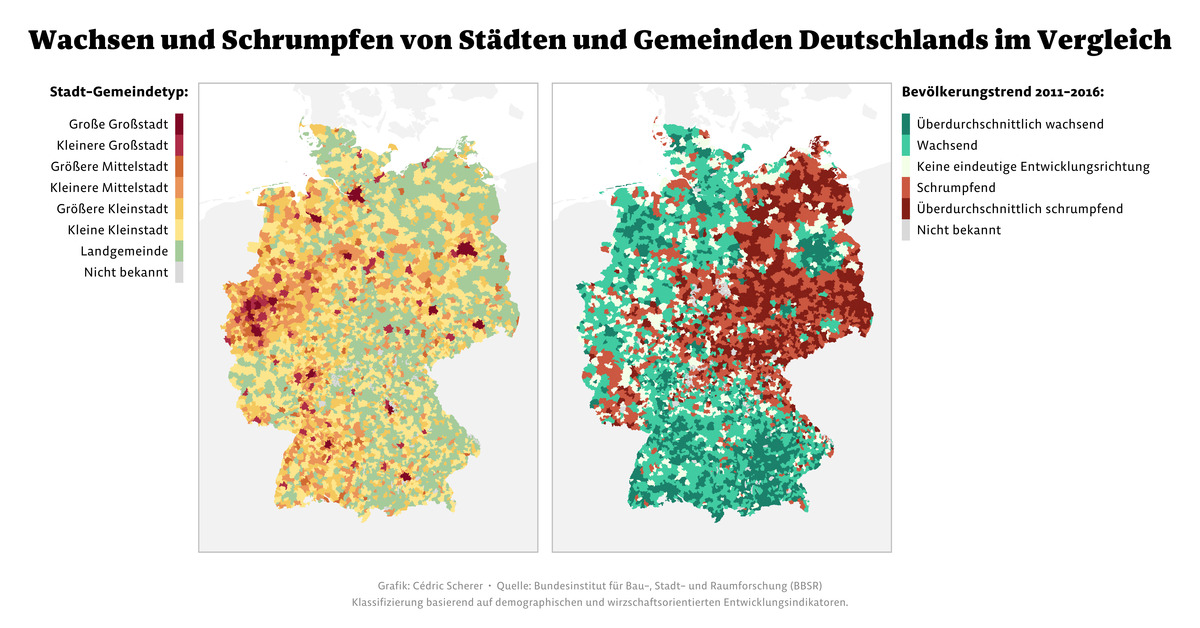 Wachsen und Schrumpfen von Städten und Gemeinden Deutschlands im Vergleich
Stadt-Gemeindetyp:
Große Großstadt
Kleinere Großstadt
Größere Mittelstadt
Kleinere Mittelstadt
Größere Kleinstadt
Kleine Kleinstadt
Landgemeinde
Nicht bekannt
Bevölkerungstrend 2011-2016:
Überdurchschnittlich wachsend
Wachsend
Keine eindeutige Entwicklungsrichtung
Schrumpfend
Überdurchschnittlich schrumpfend
Nicht bekannt
Grafik: Cédric Scherer • Quelle: Bundesinstitut für Bau-, Stadt- und Raumforschung (BBSR)
Klassifizierung basierend auf demographischen und wirzschaftsorientierten Entwicklungsindikatoren.